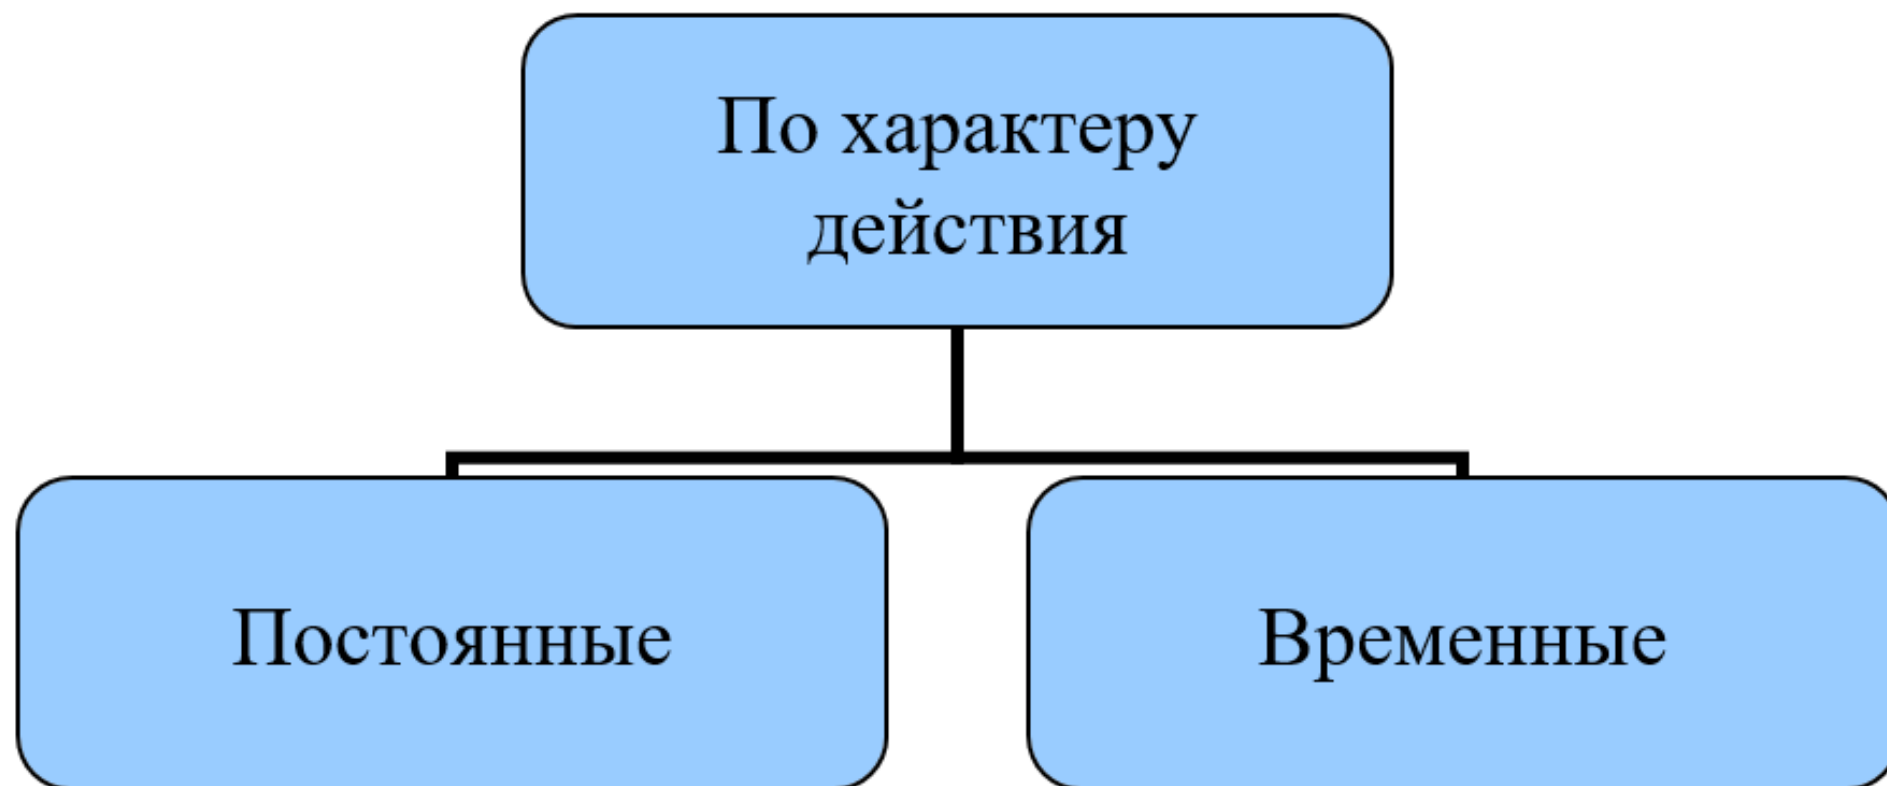 По характеру
действия
Постоянные
Временные